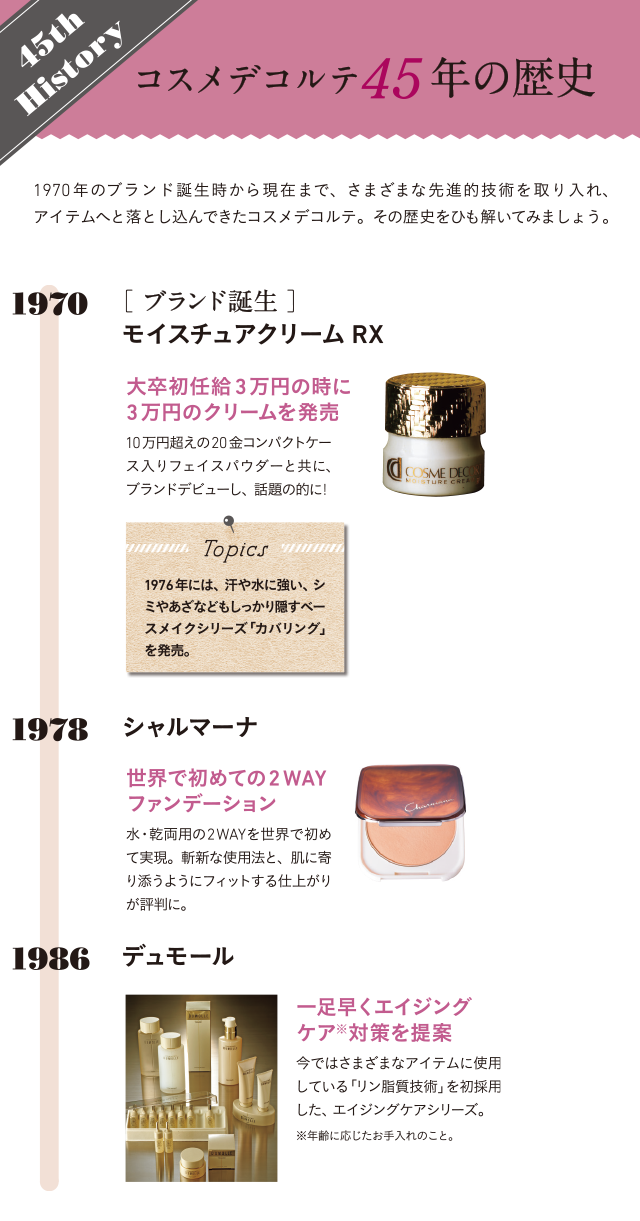 45th
History
コスメデコルテ45年の歴史
1970年のブランド誕生時から現在まで、さまざまな先進的技術を取り入れ、
アイテムへと落とし込んできたコスメデコルテ。その歴史をひも解いてみましょう。
1970
［ ブランド誕生 ］
モイスチュアクリーム RX
大卒初任給3万円の時に
3万円のクリームを発売
10万円超えの20金コンパクトケー
ス入りフェイスパウダーと共に、
ブランドデビューし、話題の的に!
COSME DECO
MOISTURE CREA
Topics
1976年には、汗や水に強い、シ
ミやあざなどもしっかり隠すベー
スメイクシリーズ「カバリング」
を発売。
1978
シャルマーナ
世界で初めての2WAY
ファンデーション
水・乾両用の2WAYを世界で初め
て実現。斬新な使用法と、肌に寄
り添うようにフィットする仕上がり
が評判に。
1986
デュモール
一足早くエイジング
ケア※対策を提案
今ではさまざまなアイテムに使用
している「リン脂質技術」を初採用
した、エイジングケアシリーズ。
※年齢に応じたお手入れのこと。